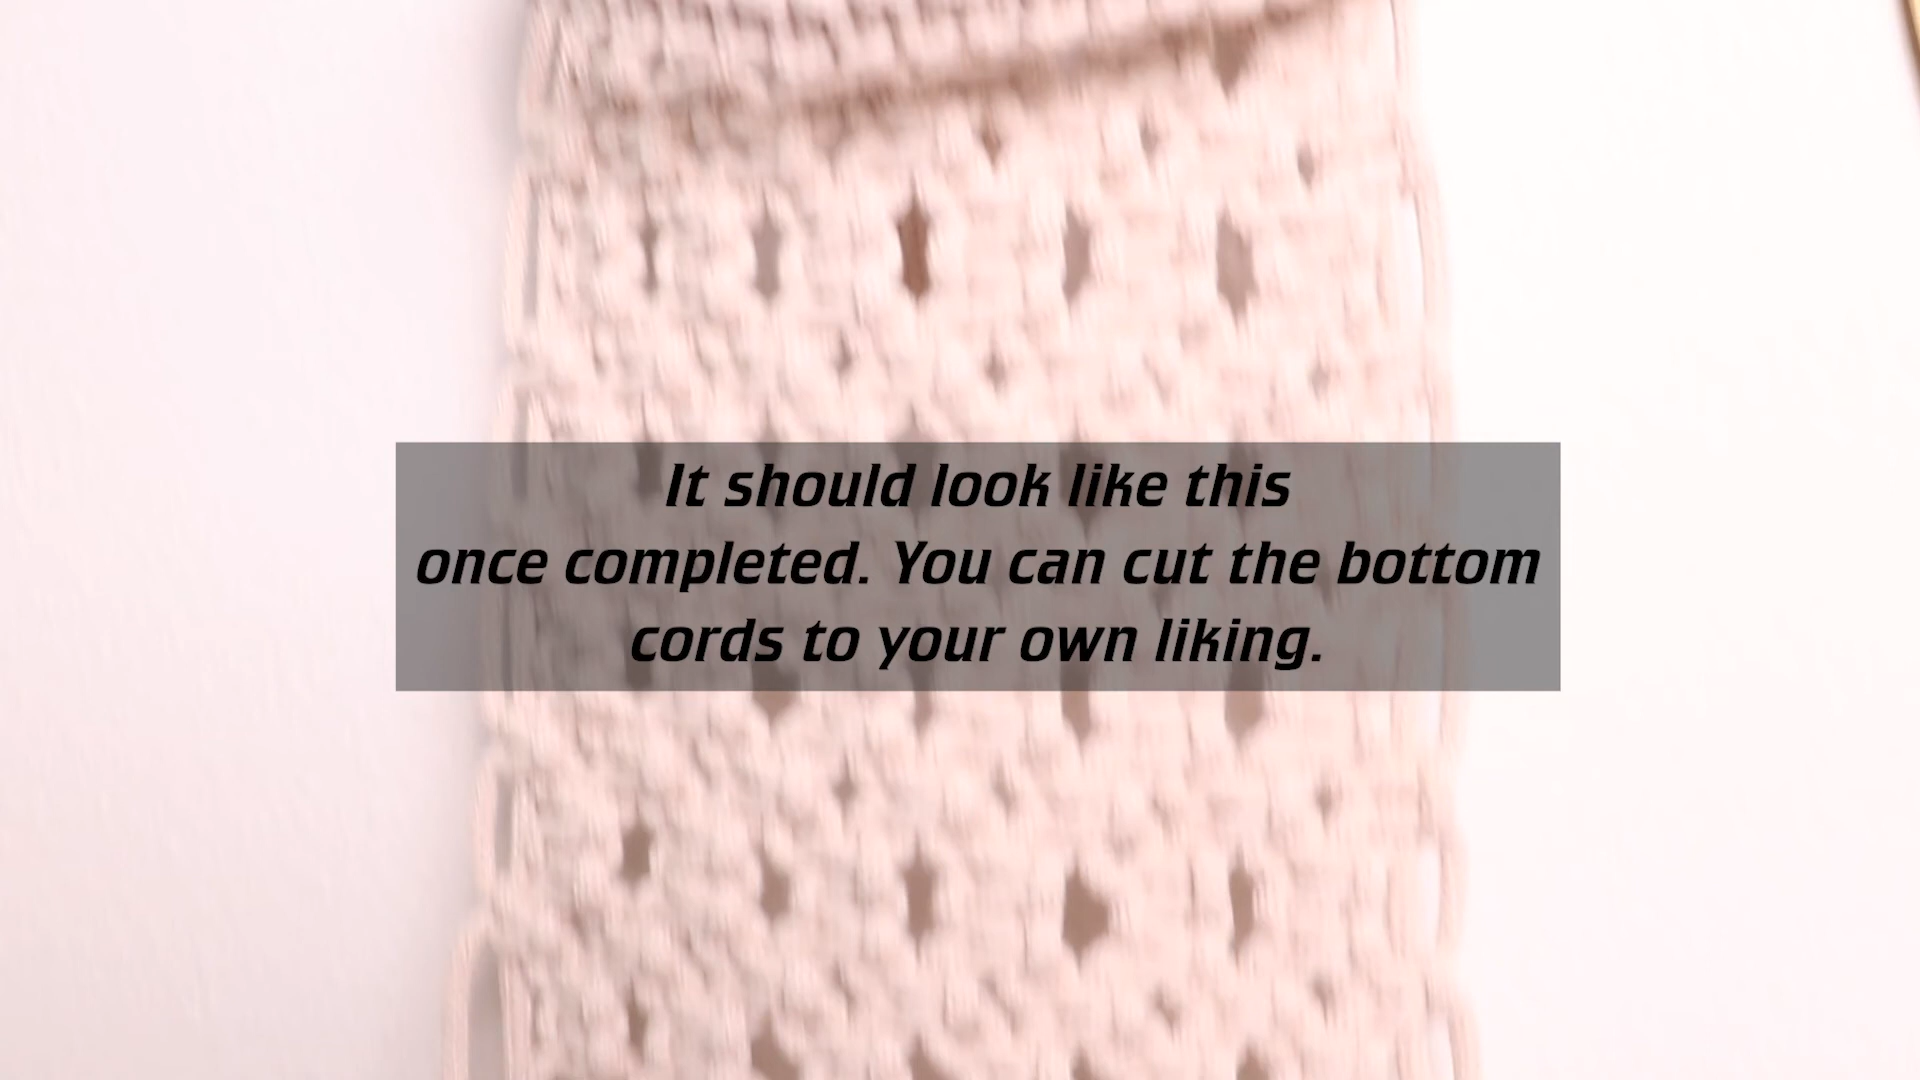 It should look like this
once completed. You can cut the bottom
cords to your own liking.